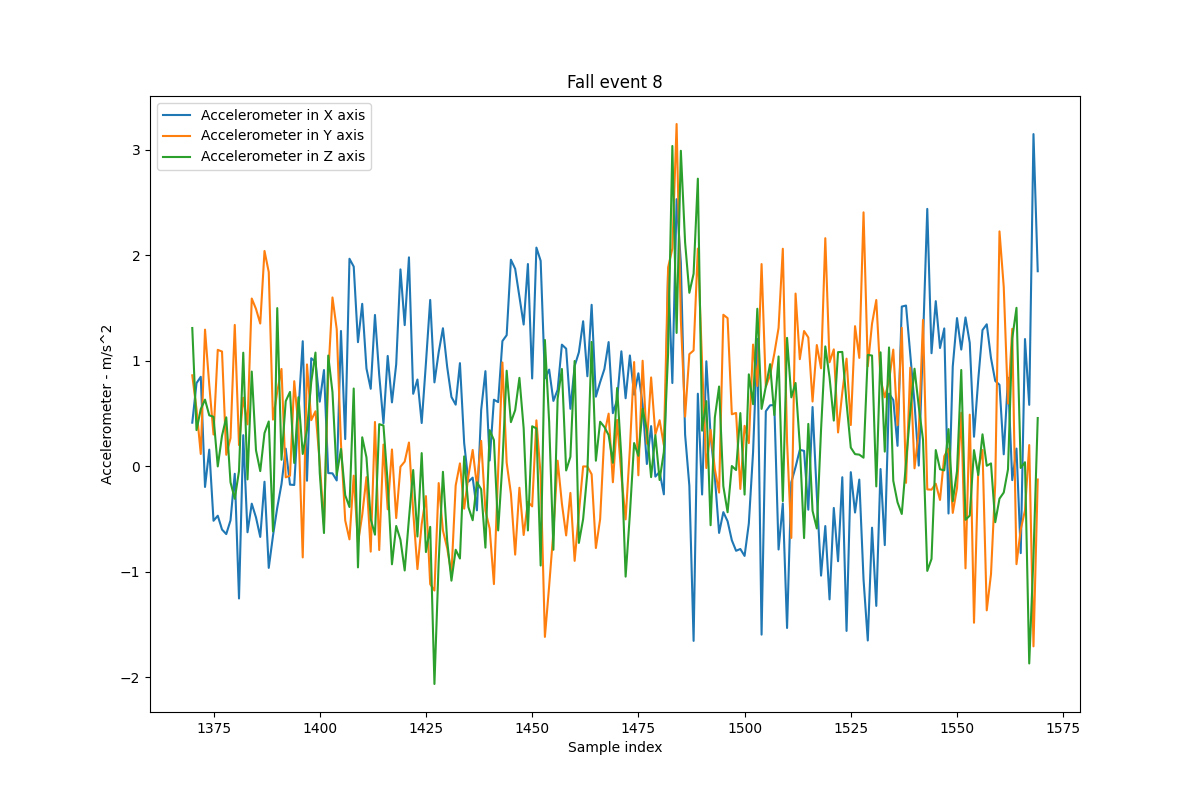 Fall event 8
Accelerometer in X axis
Accelerometer in Y axis
Accelerometer in Z axis
Accelerometer - m/s^2
3
2
1
0
−1
−2
1375 1400 1425 1450 1475 1500 1525 1550 1575
Sample index